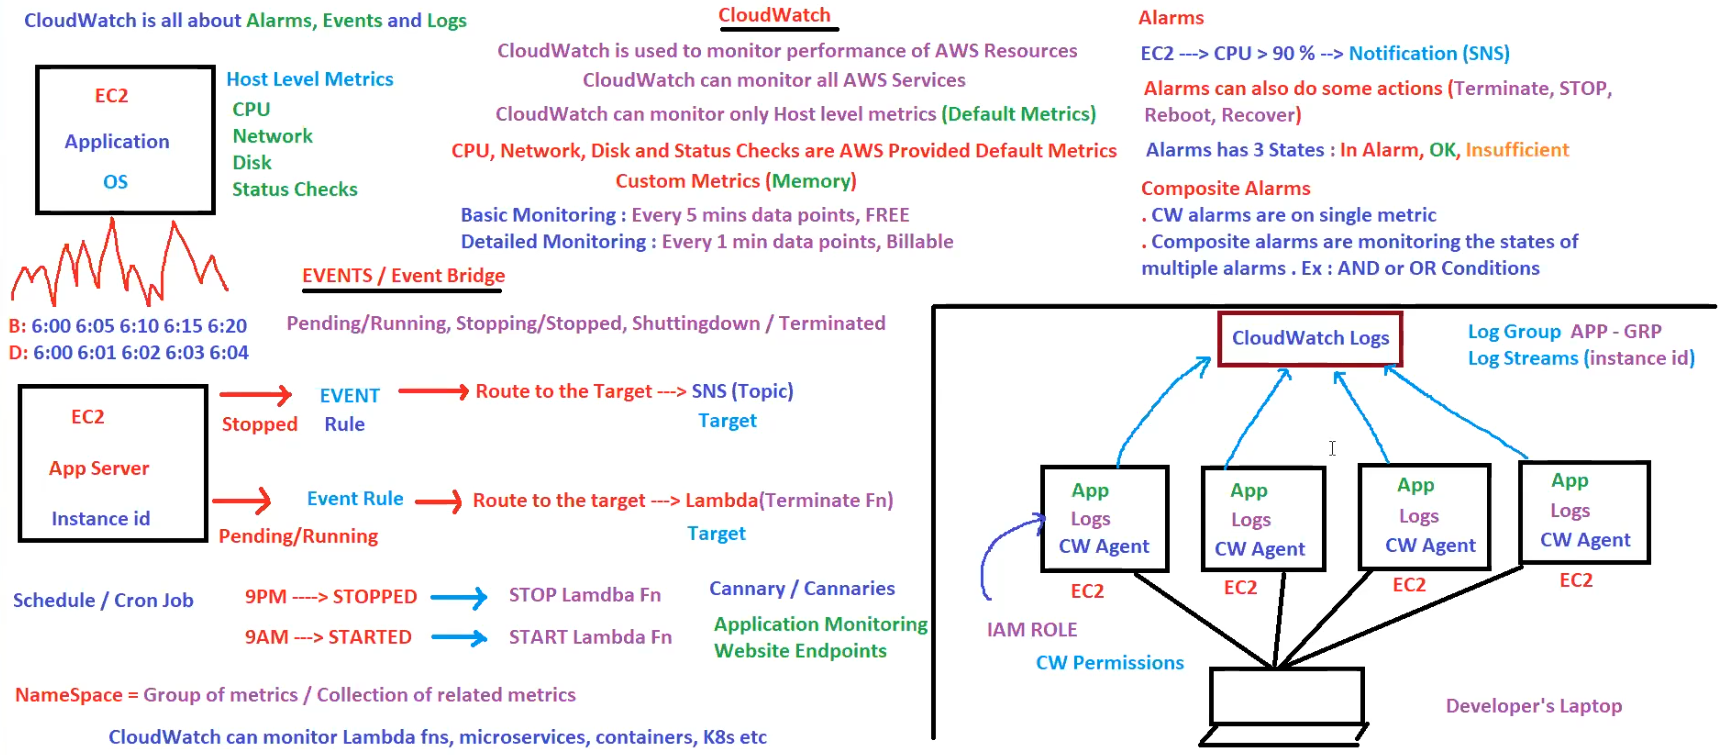 CloudWatch is all about Alarms, Events and Logs
EC2
Application
OS
Host Level Metrics
CPU
Network
Disk
Status Checks
B: 6:00 6:05 6:10 6:15 6:20
D: 6:00 6:01 6:02 6:03 6:04
CloudWatch
CloudWatch is used to monitor performance of AWS Resources
CloudWatch can monitor all AWS Services
CloudWatch can monitor only Host level metrics (Default Metrics)
CPU, Network, Disk and Status Checks are AWS Provided Default Metrics
Custom Metrics (Memory)
Basic Monitoring : Every 5 mins data points, FREE
Detailed Monitoring : Every 1 min data points, Billable
EVENTS / Event Bridge
Pending/Running, Stopping/Stopped, Shuttingdown / Terminated
EC2
App Server
Instance id
Stopped
EVENT
Rule
Route to the Target ---> SNS (Topic)
Target
Pending/Running
Event Rule
Route to the target ---> Lambda(Terminate Fn)
Target
Schedule / Cron Job
9PM ----> STOPPED
STOP Lamdba Fn
9AM ---> STARTED
START Lambda Fn
Cannary / Cannaries
Application Monitoring
Website Endpoints
NameSpace = Group of metrics / Collection of related metrics
CloudWatch can monitor Lambda fns, microservices, containers, K8s etc
Alarms
EC2 ---> CPU > 90 % --> Notification (SNS)
Alarms can also do some actions (Terminate, STOP,
Reboot, Recover)
Alarms has 3 States : In Alarm, OK, Insufficient
Composite Alarms
. CW alarms are on single metric
. Composite alarms are monitoring the states of
multiple alarms . Ex : AND or OR Conditions
CloudWatch Logs
Log Group APP - GRP
Log Streams (instance id)
App
Logs
CW Agent
EC2
App
Logs
CW Agent
EC2
App
Logs
CW Agent
EC2
App
Logs
CW Agent
EC2
IAM ROLE
CW Permissions
Developer's Laptop